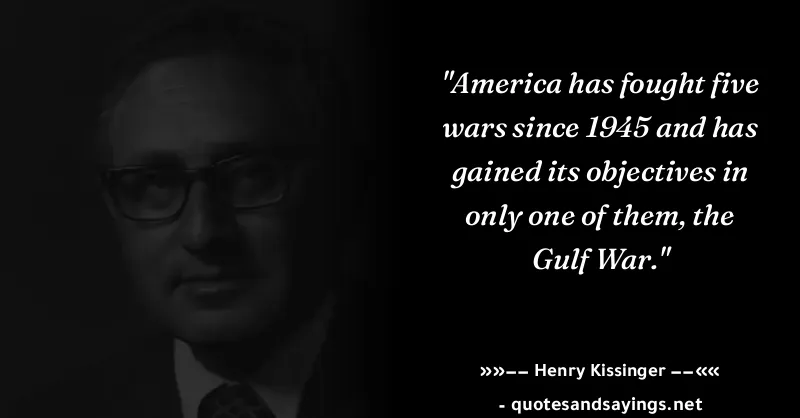 "America has fought five
wars since 1945 and has
gained its objectives in
only one of them, the
Gulf War."
»»–– Henry Kissinger ––««
- quotesandsayings.net